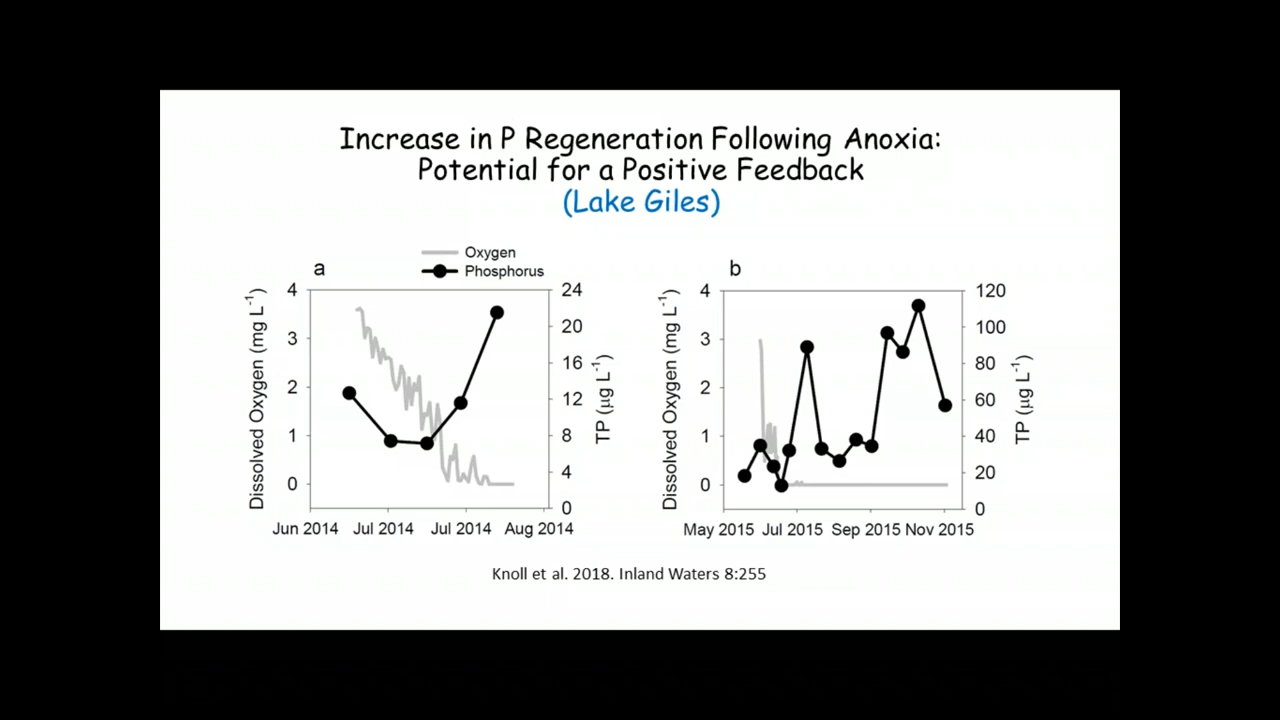 Increase in P Regeneration Following Anoxia:
Potential for a Positive Feedback
(Lake Giles)
Oxygen
Phosphorus
a
Dissolved Oxygen (mg L⁻¹)
4
3
2
1
0
24
20
16
12
8
4
0
TP (µg L⁻¹)
Jun 2014 Jul 2014 Jul 2014 Aug 2014
b
Dissolved Oxygen (mg L⁻¹)
4
3
2
1
0
120
100
80
60
40
20
0
TP (µg L⁻¹)
May 2015 Jul 2015 Sep 2015 Nov 2015
Knoll et al. 2018. Inland Waters 8:255